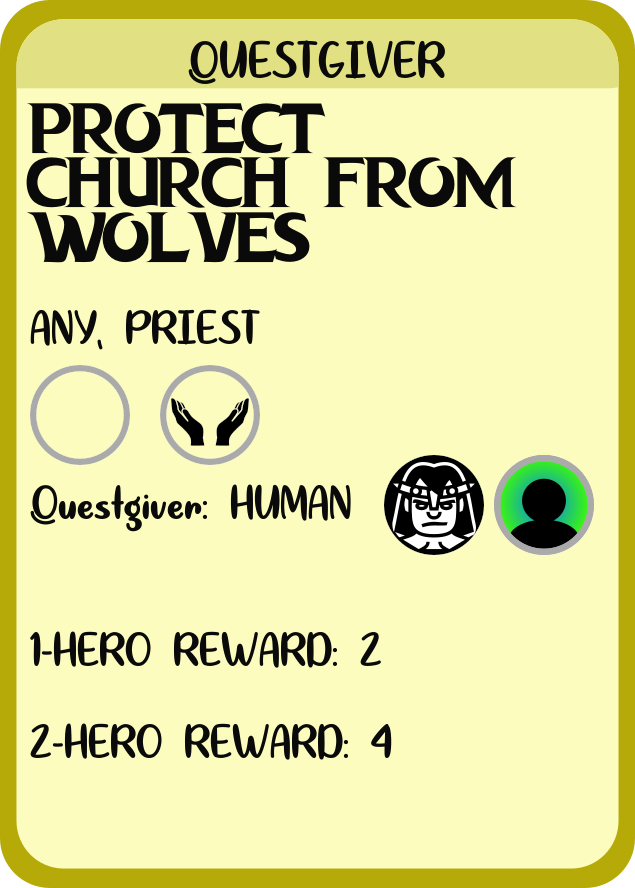 QUESTGIVER
PROTECT
CHURCH FROM
WOLVES
ANY, PRIEST
Questgiver: HUMAN
1-HERO REWARD: 2
2-HERO REWARD: 4